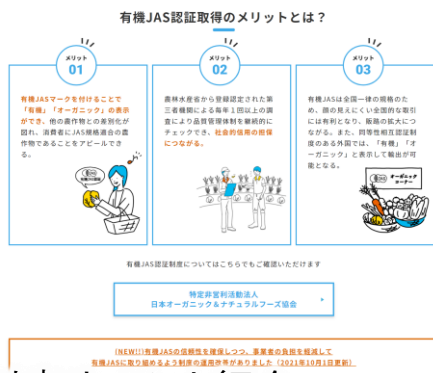 有機JAS認証取得のメリットとは？
メリット
01
有機JASマークを付けることで
「有機」「オーガニック」の表示
ができ、他の農作物との差別化が
図れ、消費者にJAS規格適合の農
作物であることをアピールでき
る。
メリット
02
農林水産省から登録認定された第
三者機関による毎年１回以上の調
査により品質管理体制を継続的に
チェックでき、社会的信用の担保
につながる。
メリット
03
有機JASは全国一律の規格のた
め、顔の見えにくい全国的な取引
には有利となり、販路の拡大につ
ながる。また、同等性相互認証制
度のある外国では、「有機」「オ
ーガニック」と表示して輸出が可
能となる。
オーガニック
コーナー
有機JAS認証制度についてはこちらでもご確認いただけます
特定非営利活動法人
日本オーガニック＆ナチュラルフーズ協会
(NEW!!)有機JASの信頼性を確保しつつ、事業者の負担を軽減して
有機JASに取り組めるよう制度の運用改善がありました（2021年10月1日更新）